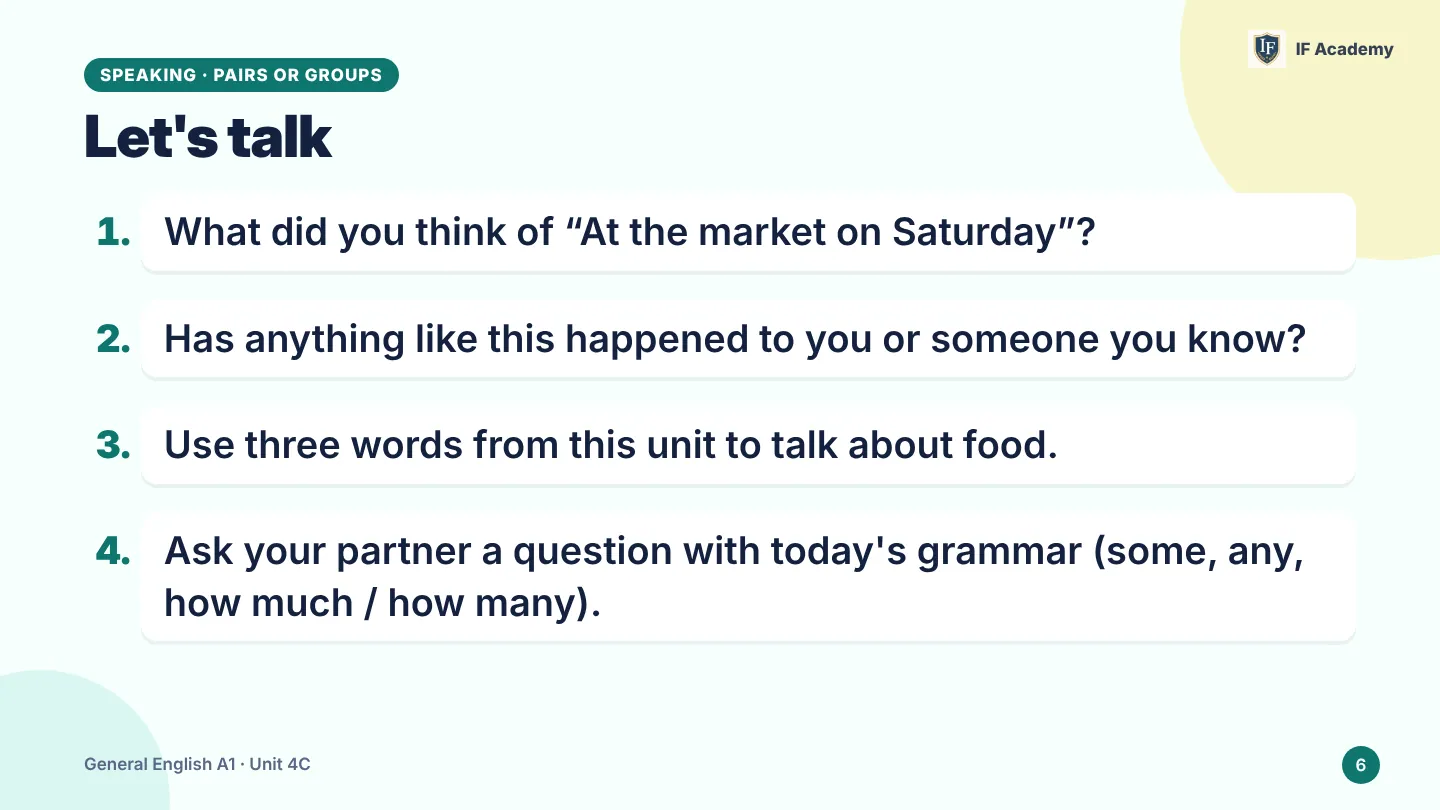 IF
IF Academy
SPEAKING · PAIRS OR GROUPS
Let's talk
1. What did you think of “At the market on Saturday”?
2. Has anything like this happened to you or someone you know?
3. Use three words from this unit to talk about food.
4. Ask your partner a question with today's grammar (some, any,
how much / how many).
General English A1 · Unit 4C
6